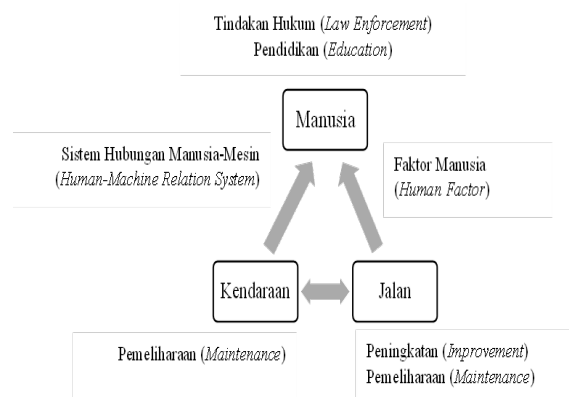 Tindakan Hukum (Law Enforcement)
Pendidikan (Education)
Manusia
Sistem Hubungan Manusia-Mesin
(Human-Machine Relation System)
Faktor Manusia
(Human Factor)
Kendaraan
Jalan
Pemeliharaan (Maintenance)
Peningkatan (Improvement)
Pemeliharaan (Maintenance)